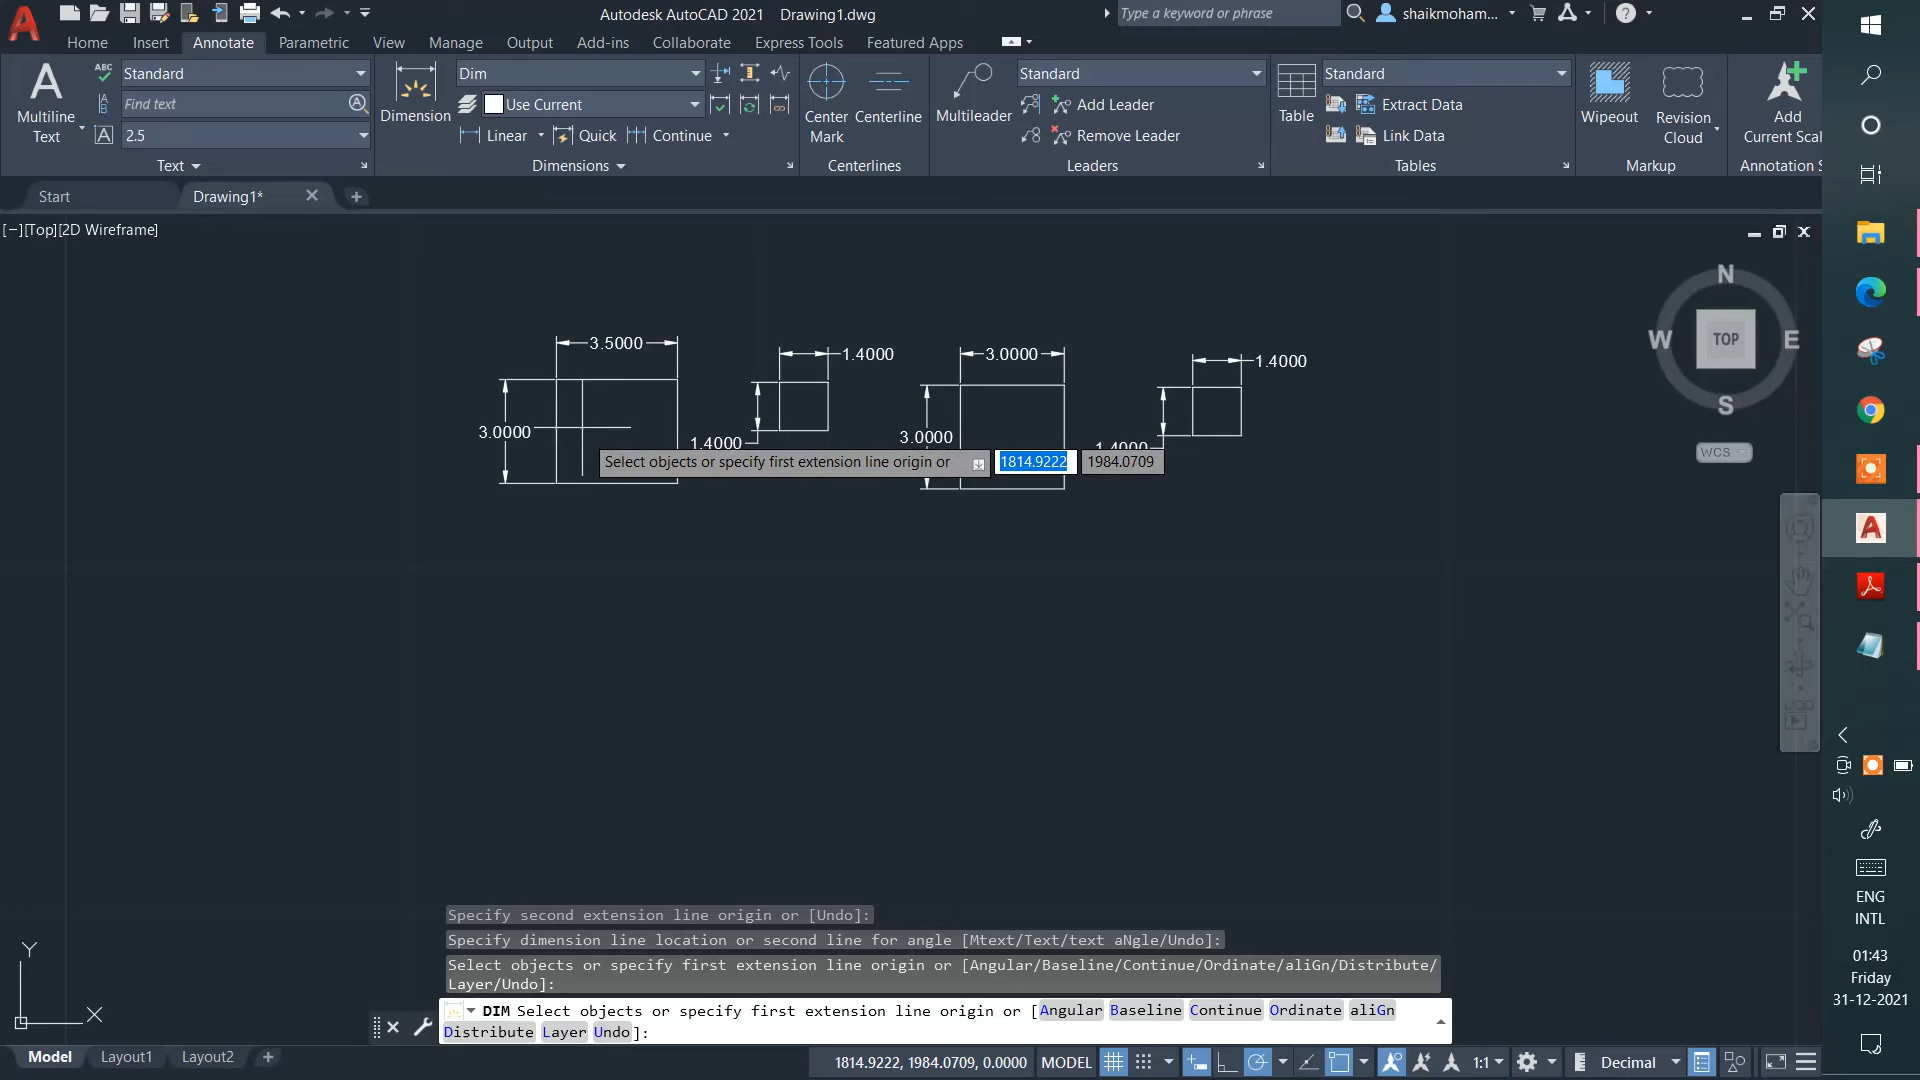 Autodesk AutoCAD 2021 Drawing1.dwg
Type a keyword or phrase
shaikmoham...
Home Insert Annotate Parametric View Manage Output Add-ins Collaborate Express Tools Featured Apps
Multiline
Text
ABC
Standard
Find text
2.5
Text
Dimension
Dim
Use Current
Linear Quick Continue
Dimensions
Center
Mark
Centerline
Centerlines
Multileader
Standard
Add Leader
Remove Leader
Leaders
Table
Standard
Extract Data
Link Data
Tables
Wipeout
Revision
Cloud
Markup
Add
Current Scal
Annotation S
Start
Drawing1*
[−][Top][2D Wireframe]
N
W TOP E
S
WCS
3.5000
1.4000
3.0000
1.4000
3.0000
1.4000
3.0000
1.4000
Select objects or specify first extension line origin or 1814.9222 1984.0709
Specify second extension line origin or [Undo]:
Specify dimension line location or second line for angle [Mtext/Text/text aNgle/Undo]:
Select objects or specify first extension line origin or [Angular/Baseline/Continue/Ordinate/aliGn/Distribute/
Layer/Undo]:
DIM Select objects or specify first extension line origin or [Angular Baseline Continue Ordinate aliGn
Distribute Layer Undo]:
Y
X
Model Layout1 Layout2
1814.9222, 1984.0709, 0.0000 MODEL 1:1 Decimal
ENG
INTL
01:43
Friday
31-12-2021